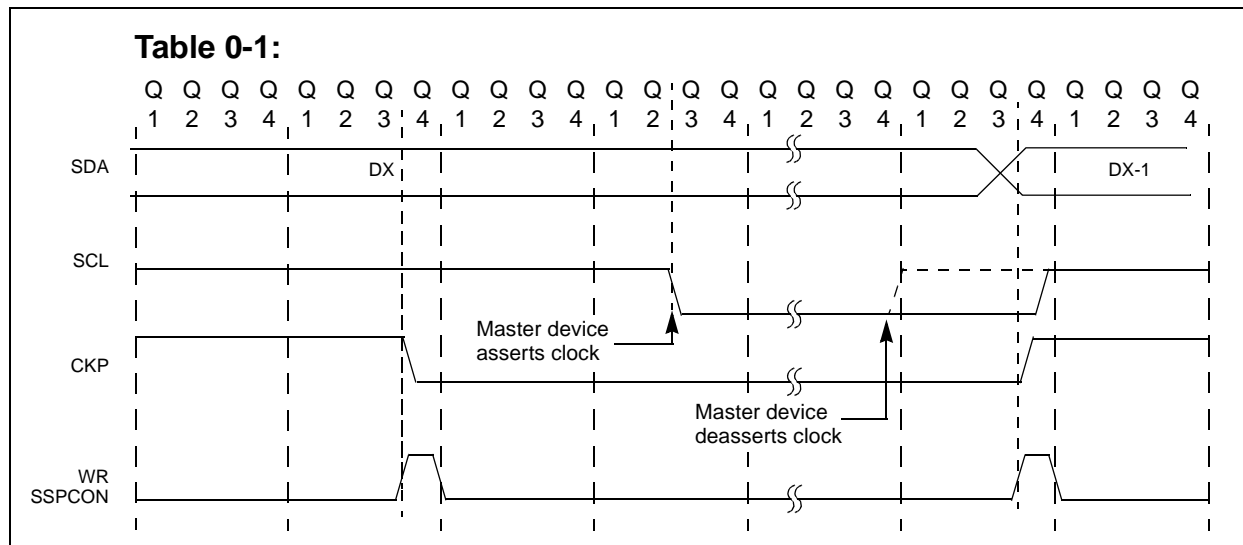 Table 0-1:
Q Q Q Q Q Q Q Q Q Q Q Q Q Q Q Q Q Q Q Q Q Q Q Q Q Q Q Q
1 2 3 4 1 2 3 4 1 2 3 4 1 2 3 4 1 2 3 4 1 2 3 4 1 2 3 4
SDA
DX
DX-1
SCL
Master device
asserts clock
CKP
Master device
deasserts clock
WR
SSPCON